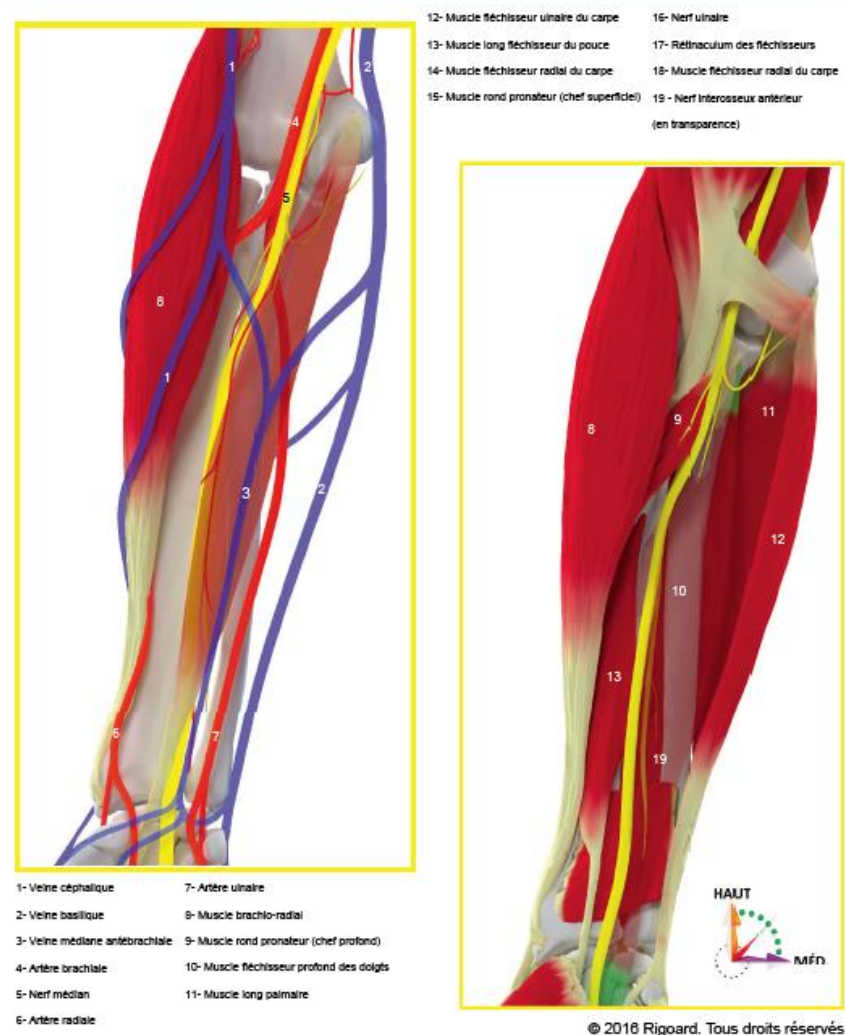 12- Muscle fléchisseur ulnaire du carpe
13- Muscle long fléchisseur du pouce
14- Muscle fléchisseur radial du carpe
15- Muscle rond pronateur (chef superficiel)
16- Nerf ulnaire
17- Rétinaculum des fléchisseurs
18- Muscle fléchisseur radial du carpe
19 - Nerf interosseux antérieur
(en transparence)
1
2
4
5
8
1
3
2
6
7
8
9
11
12
10
13
19
HAUT
MÉD.
1- Veine céphalique
2- Veine basilique
3- Veine médiane antébrachiale
4- Artère brachiale
5- Nerf médian
6- Artère radiale
7- Artère ulnaire
8- Muscle brachio-radial
9- Muscle rond pronateur (chef profond)
10- Muscle fléchisseur profond des doigts
11- Muscle long palmaire
© 2016 Rigoard. Tous droits réservés